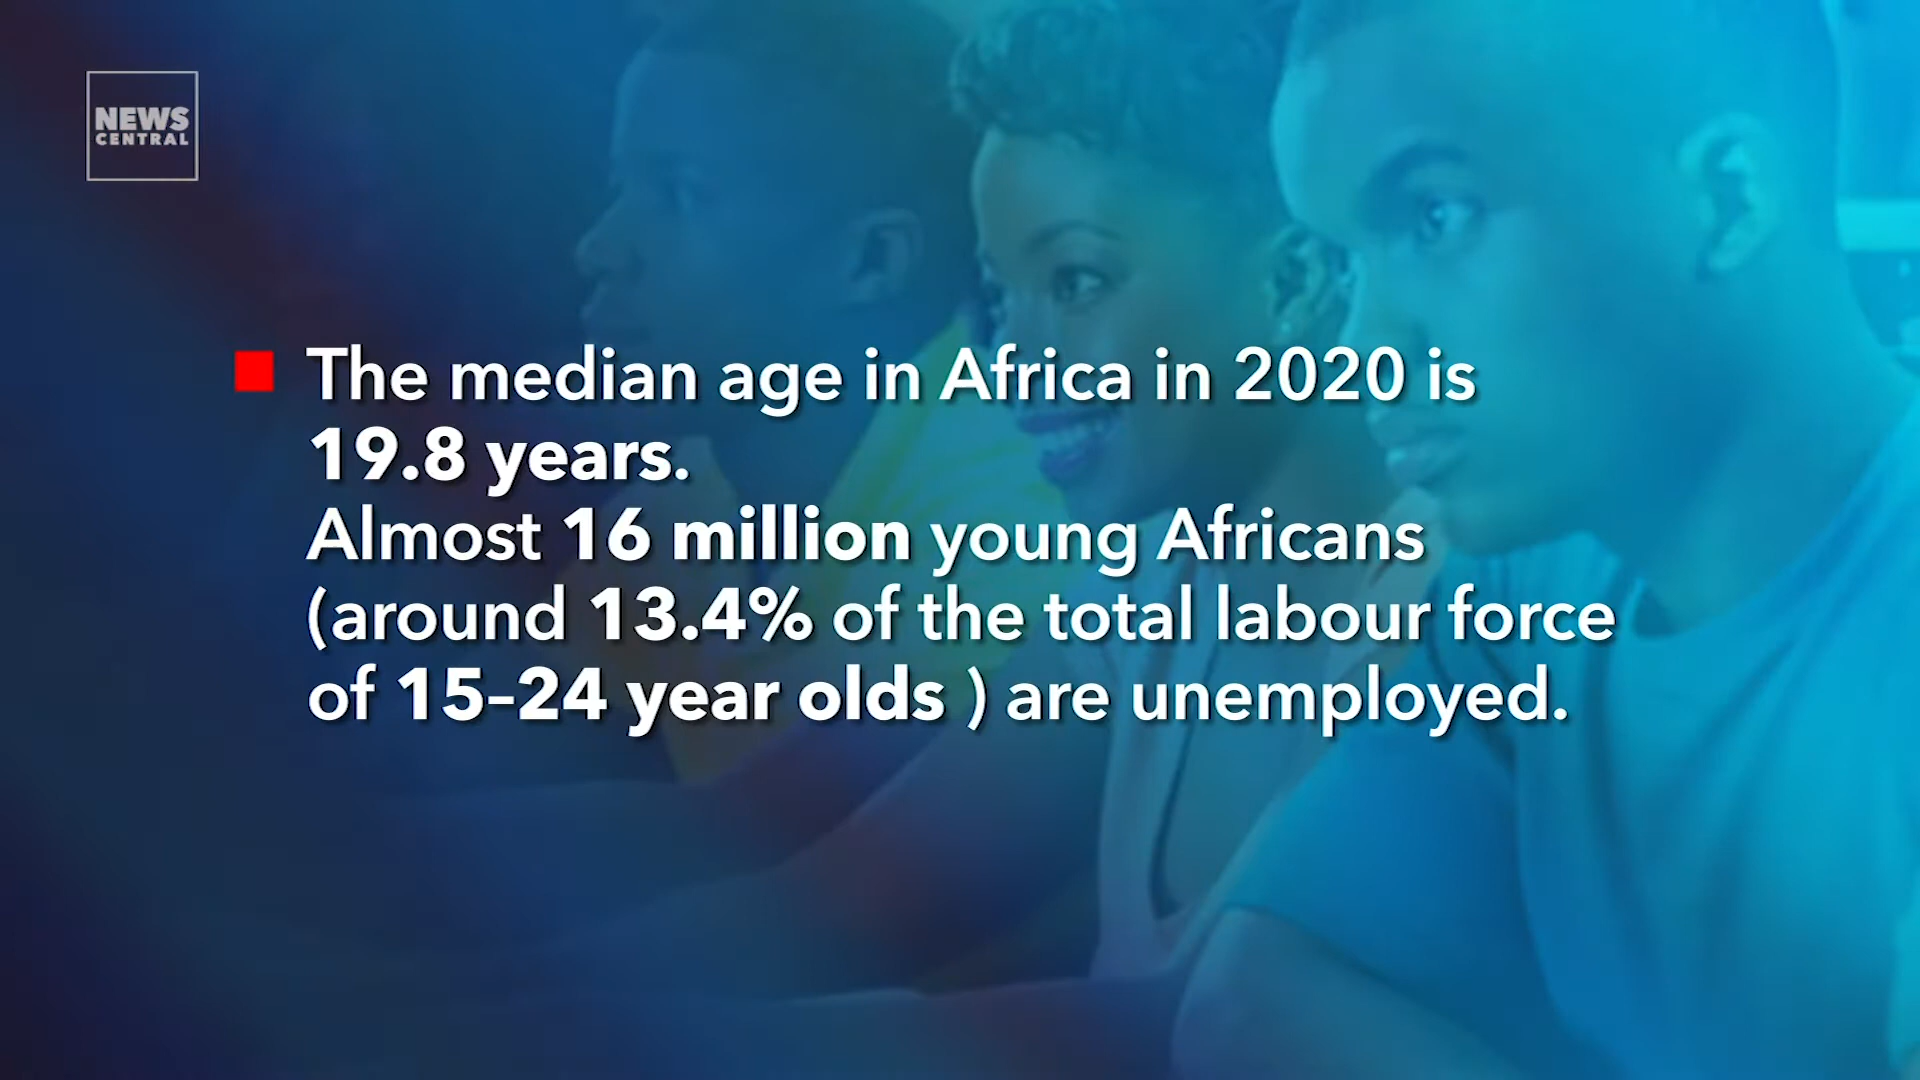 NEWS
CENTRAL
The median age in Africa in 2020 is
19.8 years.
Almost 16 million young Africans
(around 13.4% of the total labour force
of 15–24 year olds ) are unemployed.